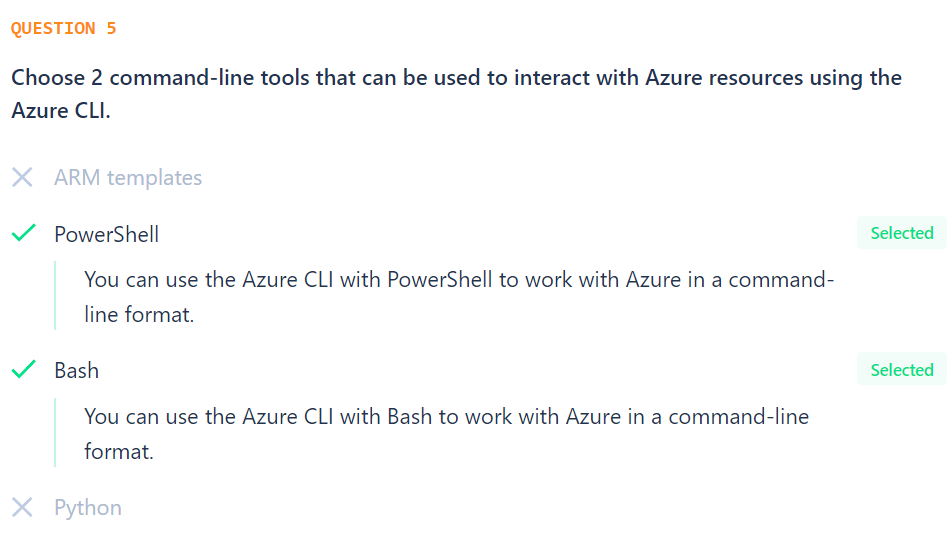 QUESTION 5
Choose 2 command-line tools that can be used to interact with Azure resources using the
Azure CLI.
ARM templates
PowerShell
Selected
You can use the Azure CLI with PowerShell to work with Azure in a command-
line format.
Bash
Selected
You can use the Azure CLI with Bash to work with Azure in a command-line
format.
Python